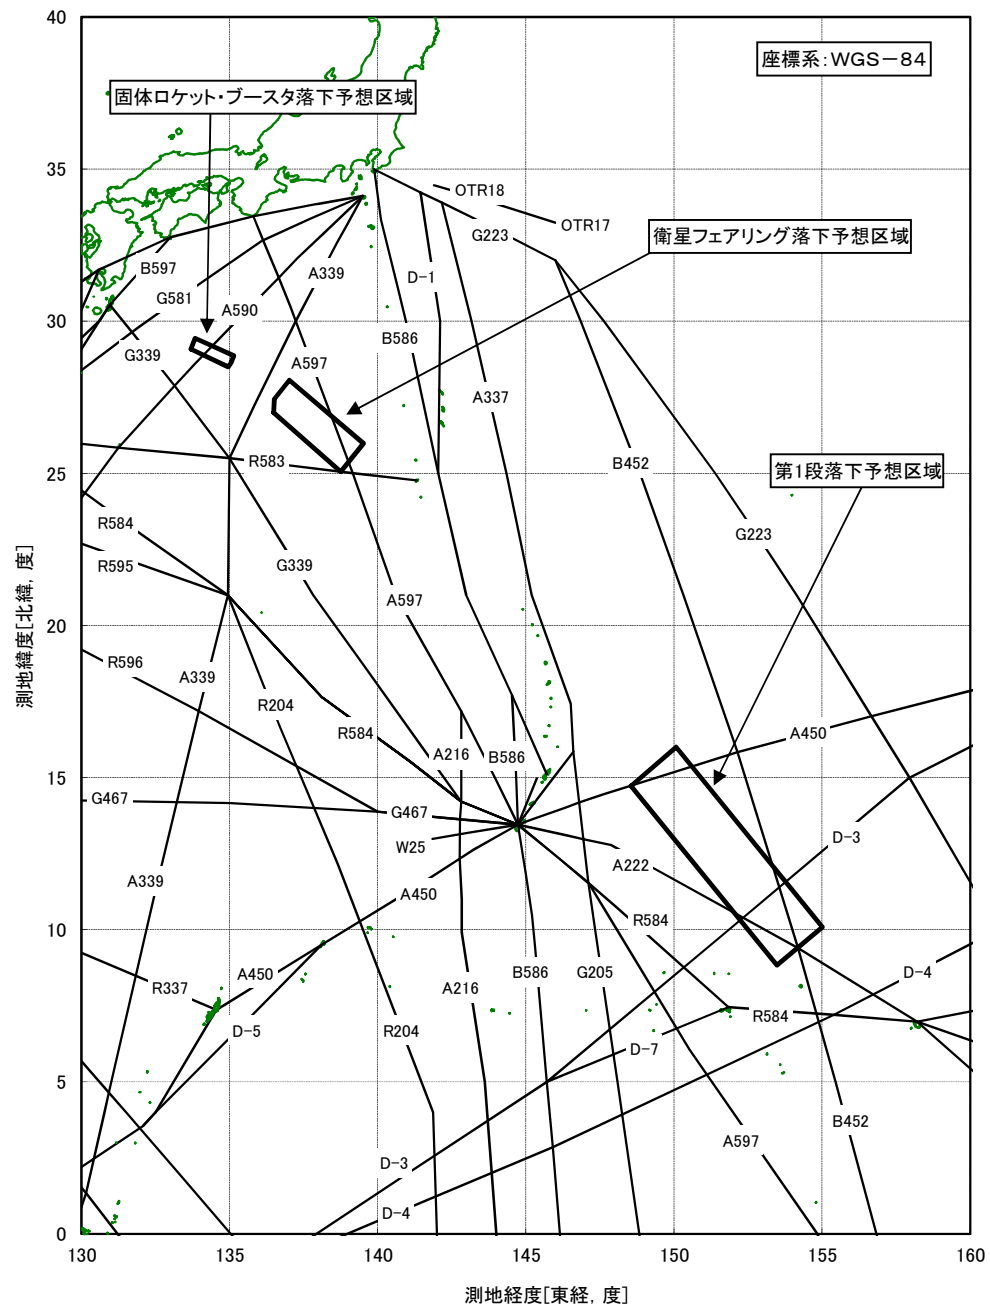 40
座標系:WGS-84
固体ロケット・ブースタ落下予想区域
35
OTR18
OTR17
G223
衛星フェアリング落下予想区域
B597
A339
D-1
G581
A590
30
B586
G339
A597
A337
R583
B452
第1段落下予想区域
25
R584
G223
R595
G339
A597
測地緯度[北緯, 度]
20
R596
A339
R204
R584
A216
B586
A450
15
G467
G467
W25
D-3
A222
A339
A450
R584
10
A450
B586
G205
D-4
R337
A216
R584
D-5
R204
D-7
5
B452
A597
D-3
D-4
0
130
135
140
145
150
155
160
測地経度[東経, 度]